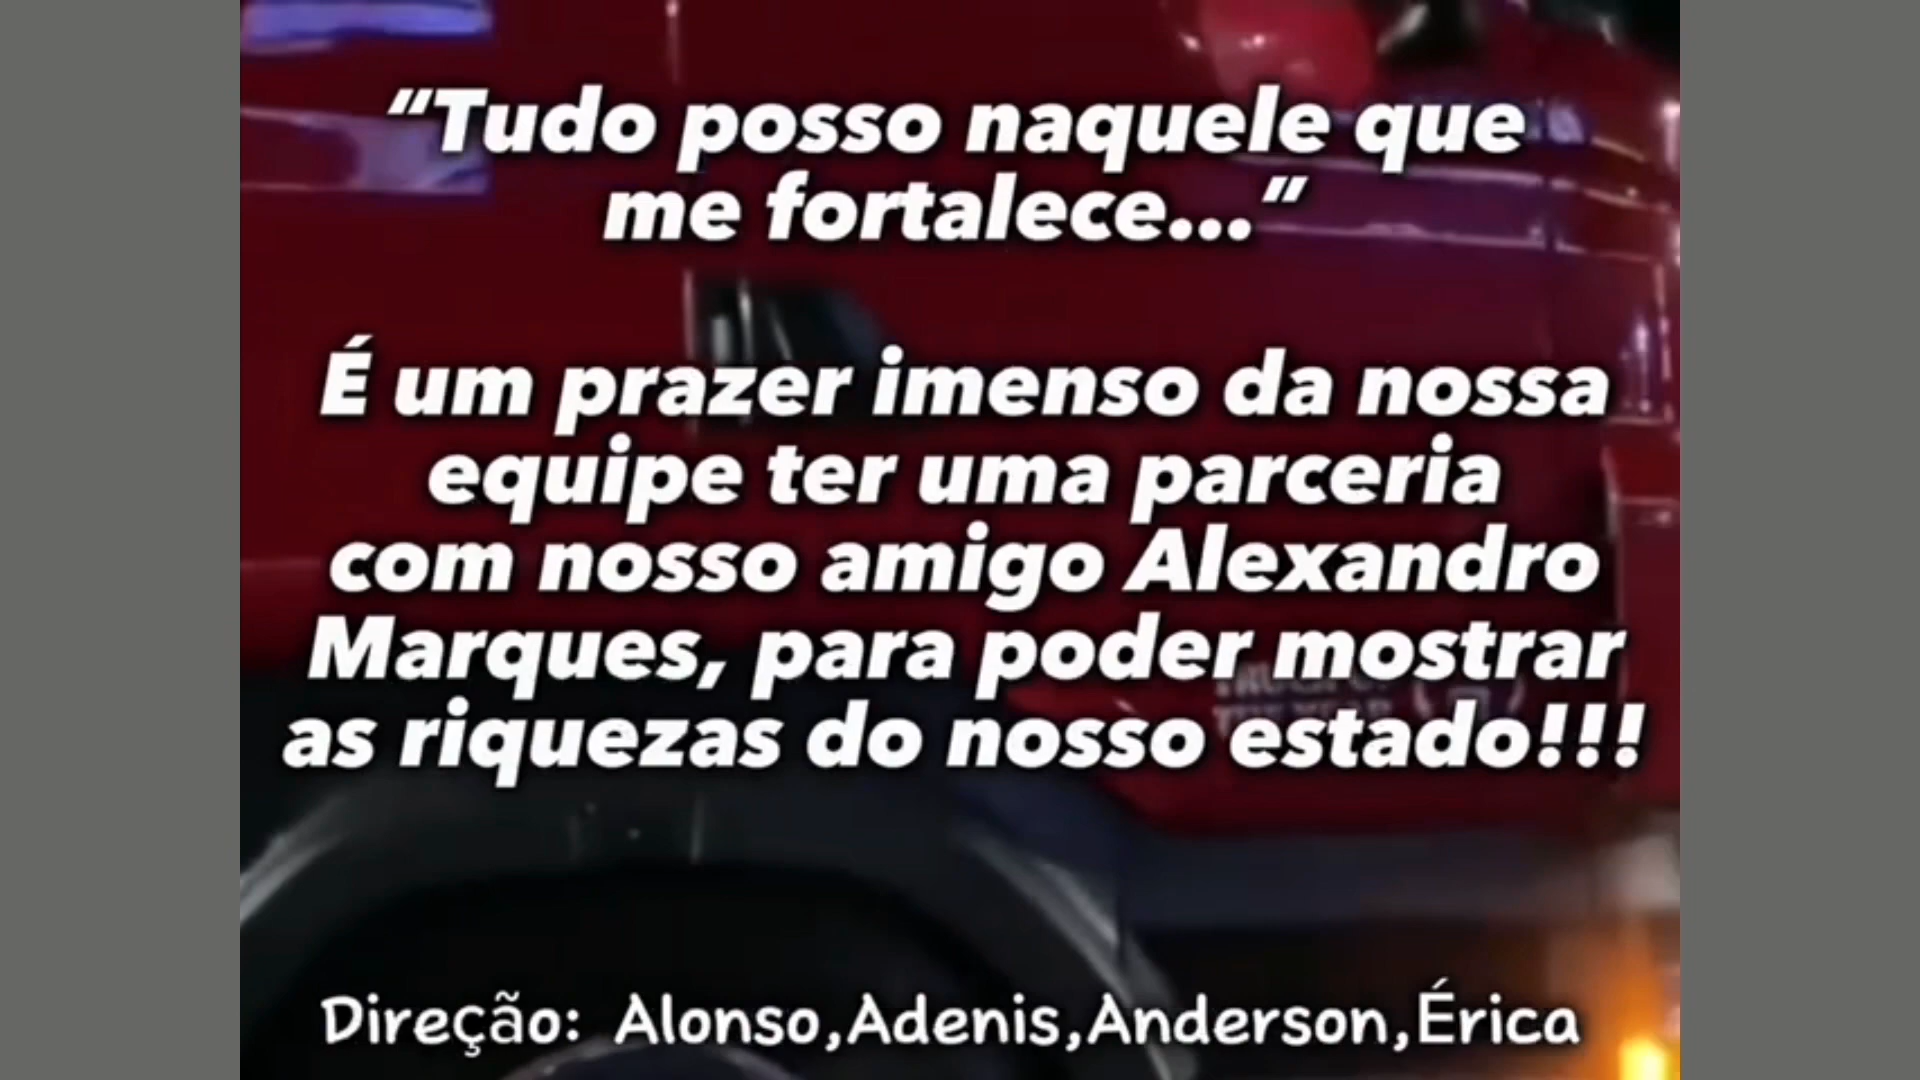 “Tudo posso naquele que
me fortalece...”
É um prazer imenso da nossa
equipe ter uma parceria
com nosso amigo Alexandro
Marques, para poder mostrar
as riquezas do nosso estado!!!
Direção: Alonso,Adenis,Anderson,Érica